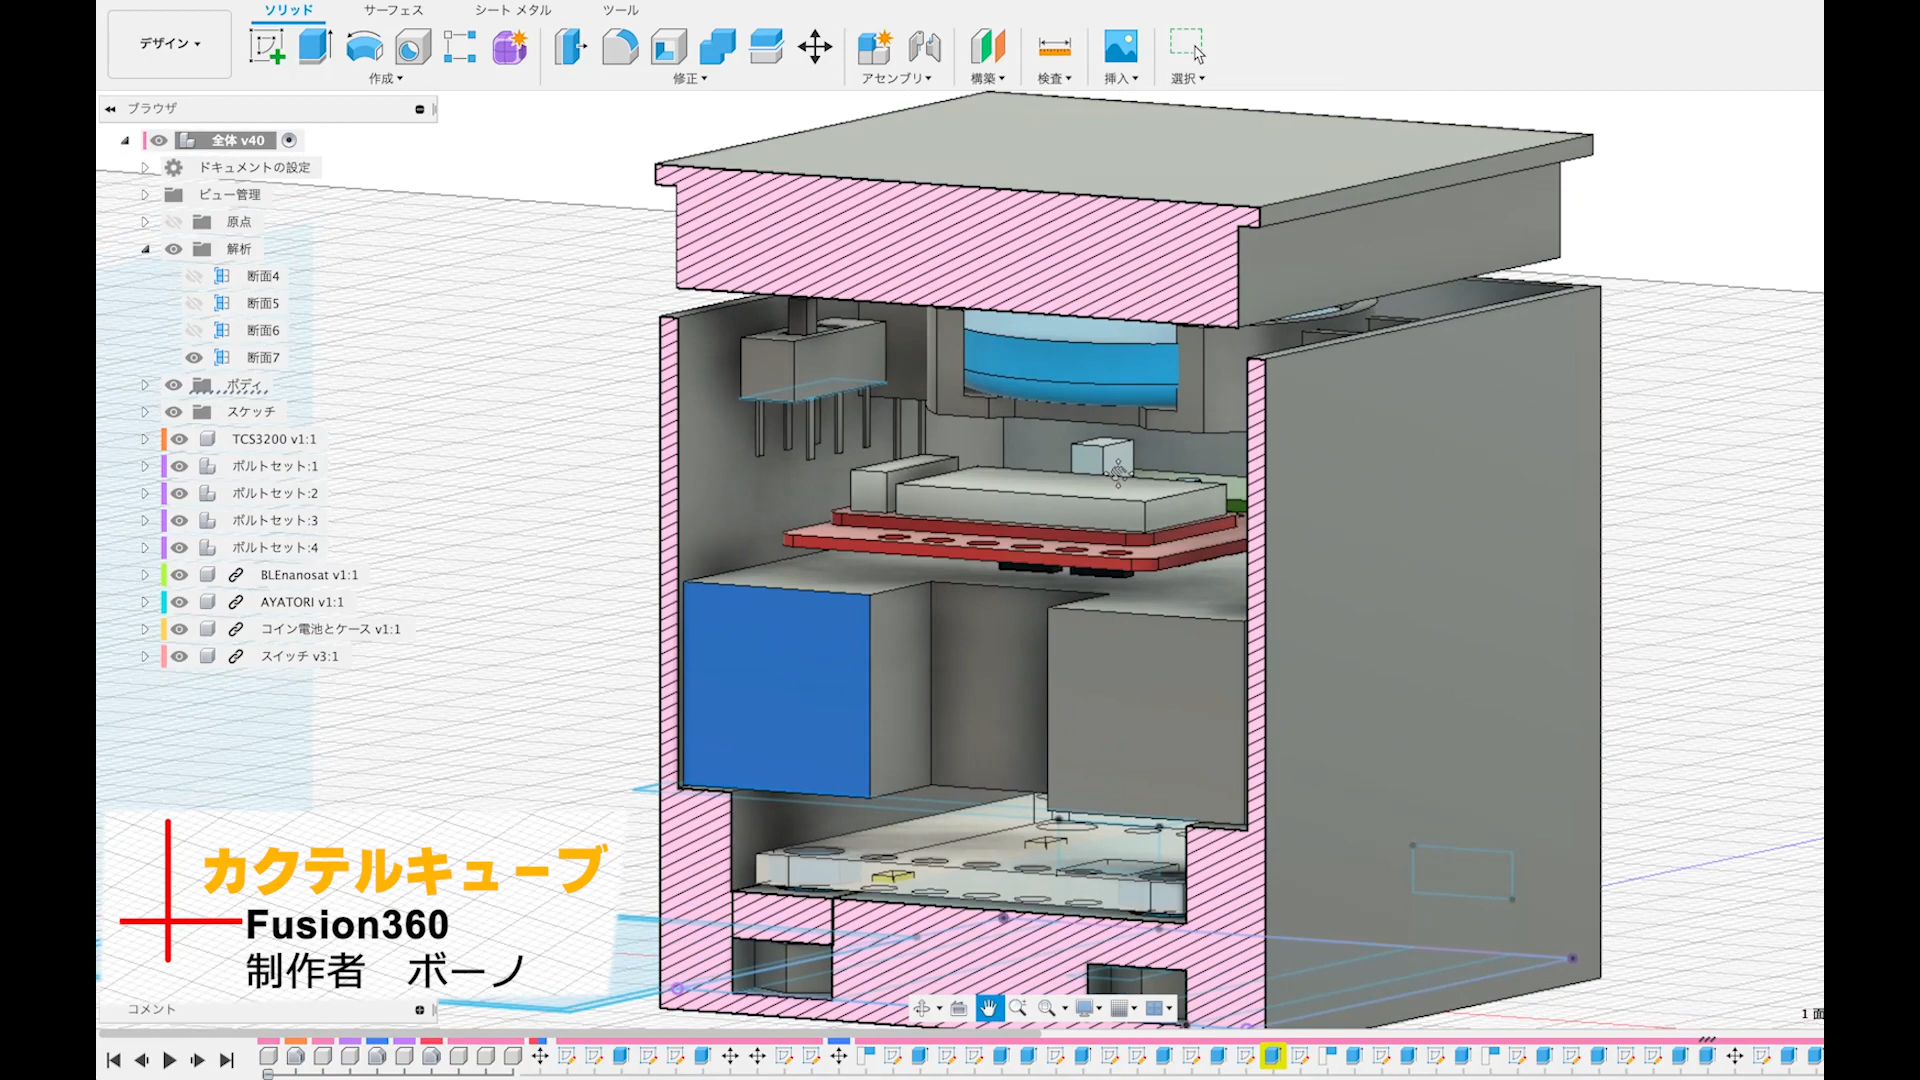 ソリッド サーフェス シート メタル ツール
デザイン▾
作成▾ 修正▾ アセンブリ▾ 構築▾ 検査▾ 挿入▾ 選択▾
ブラウザ
全体 v40
ドキュメントの設定
ビュー管理
原点
解析
断面4
断面5
断面6
断面7
ボディ
スケッチ
TCS3200 v1:1
ボルトセット:1
ボルトセット:2
ボルトセット:3
ボルトセット:4
BLEnanosat v1:1
AYATORI v1:1
コイン電池とケース v1:1
スイッチ v3:1
カクテルキューブ
Fusion360
制作者 ボーノ
コメント
1 面